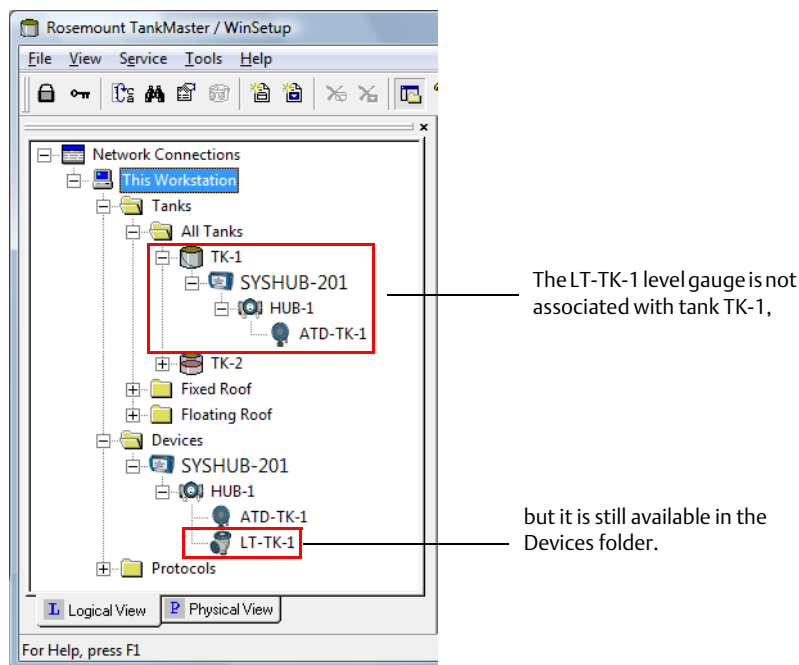 Rosemount TankMaster / WinSetup
File View Service Tools Help
Network Connections
This Workstation
Tanks
All Tanks
TK-1
SYSHUB-201
HUB-1
ATD-TK-1
TK-2
Fixed Roof
Floating Roof
Devices
SYSHUB-201
HUB-1
ATD-TK-1
LT-TK-1
Protocols
L Logical View P Physical View
For Help, press F1
The LT-TK-1 level gauge is not
associated with tank TK-1,
but it is still available in the
Devices folder.